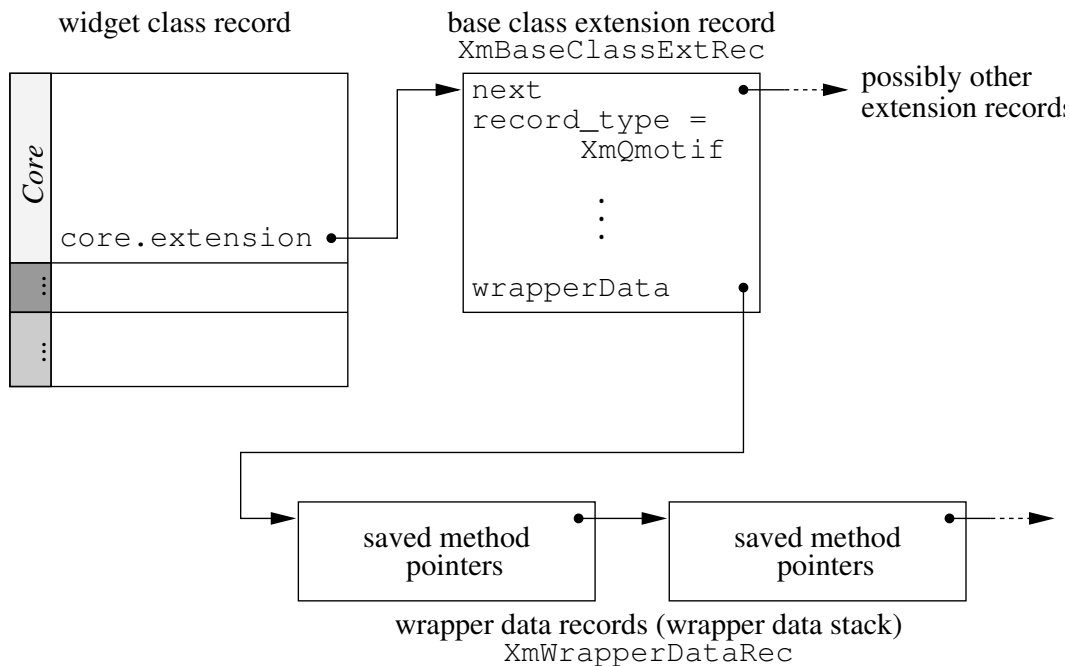 widget class record
base class extension record
XmBaseClassExtRec
Core
core.extension
...
...
next
record_type =
XmQmotif
wrapperData
possibly other
extension records
saved method
pointers
saved method
pointers
wrapper data records (wrapper data stack)
XmWrapperDataRec